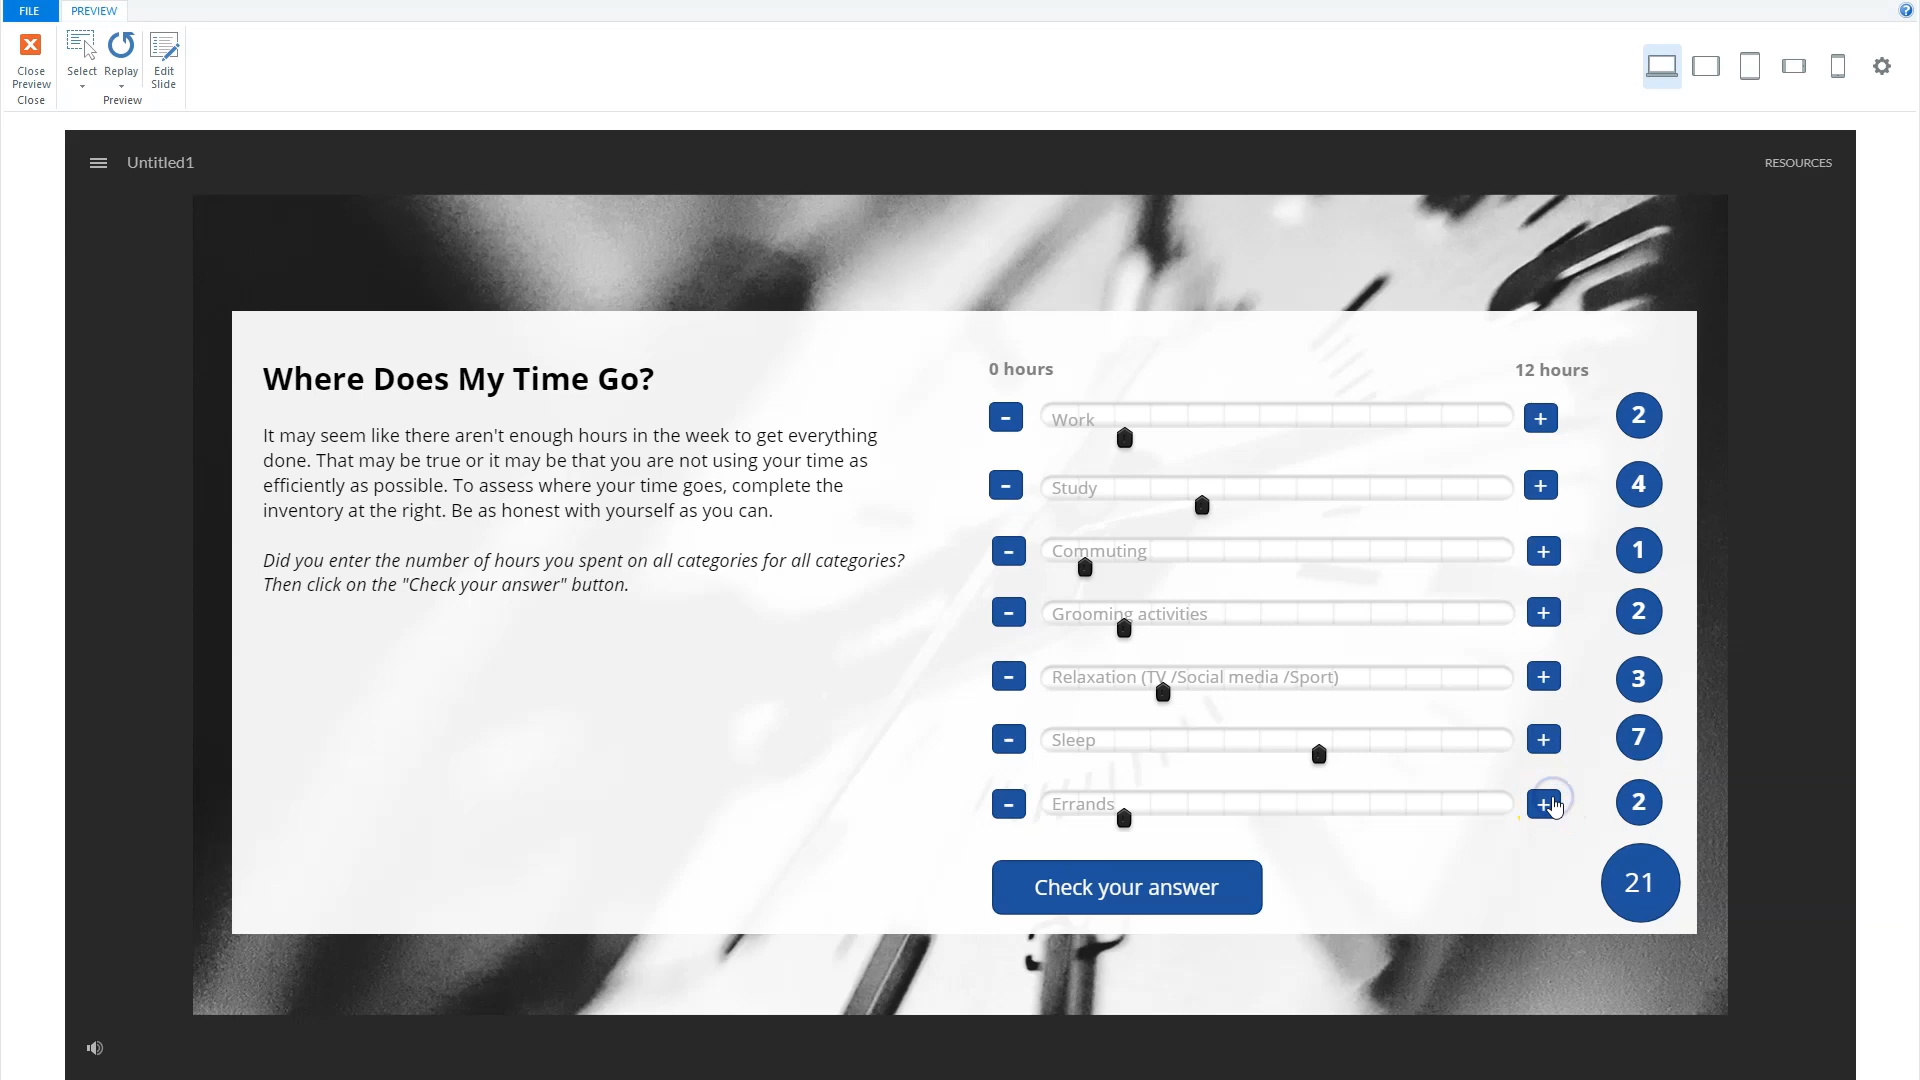 FILE
PREVIEW
Close
Preview
Select
Replay
Edit
Slide
Close
Preview
Untitled1
RESOURCES
Where Does My Time Go?
It may seem like there aren't enough hours in the week to get everything
done. That may be true or it may be that you are not using your time as
efficiently as possible. To assess where your time goes, complete the
inventory at the right. Be as honest with yourself as you can.
Did you enter the number of hours you spent on all categories for all categories?
Then click on the "Check your answer" button.
0 hours
12 hours
- Work + 2
- Study + 4
- Commuting + 1
- Grooming activities + 2
- Relaxation (TV /Social media /Sport) + 3
- Sleep + 7
- Errands + 2
Check your answer
21